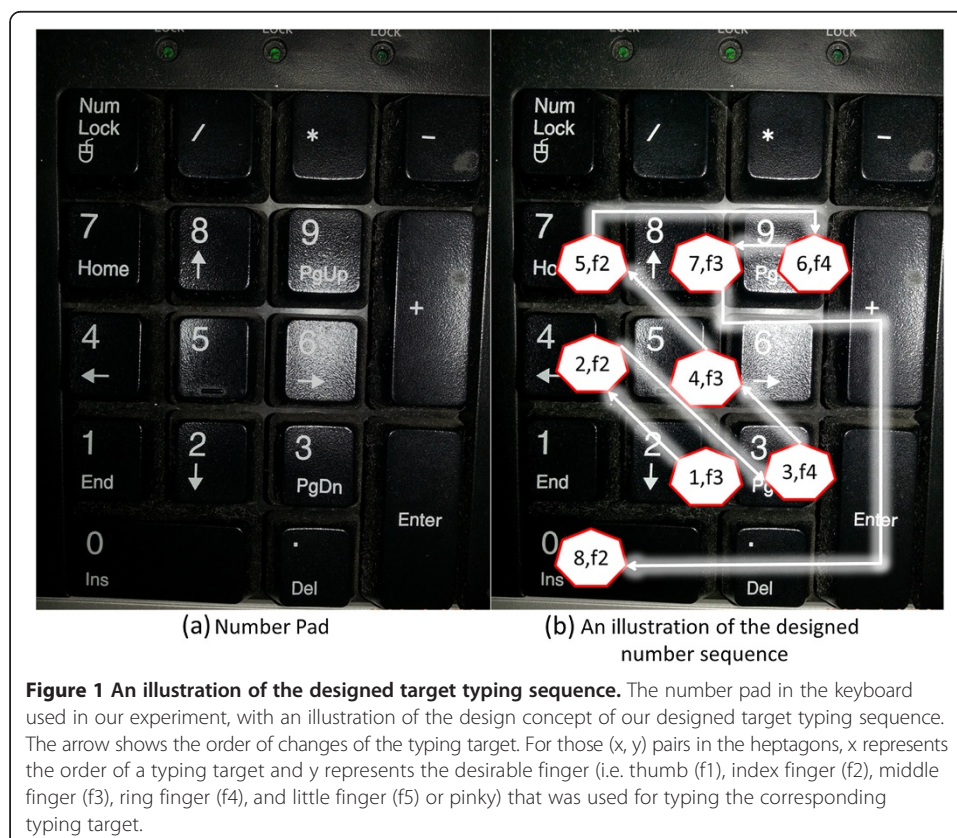 Lock Lock Lock Lock Lock Lock
Num
Lock / * -
7 8 9
Home PgUp
+
4 5 6
1 2 3
End PgDn
Enter
0 .
Ins Del
Num
Lock / * -
7 8 9
5,f2 7,f3 6,f4
+
4 5 6
2,f2 4,f3
1 2 3
End 1,f3 3,f4
Enter
0 .
8,f2
Ins Del
(a) Number Pad (b) An illustration of the designed
number sequence
Figure 1 An illustration of the designed target typing sequence. The number pad in the keyboard
used in our experiment, with an illustration of the design concept of our designed target typing sequence.
The arrow shows the order of changes of the typing target. For those (x, y) pairs in the heptagons, x represents
the order of a typing target and y represents the desirable finger (i.e. thumb (f1), index finger (f2), middle
finger (f3), ring finger (f4), and little finger (f5) or pinky) that was used for typing the corresponding
typing target.